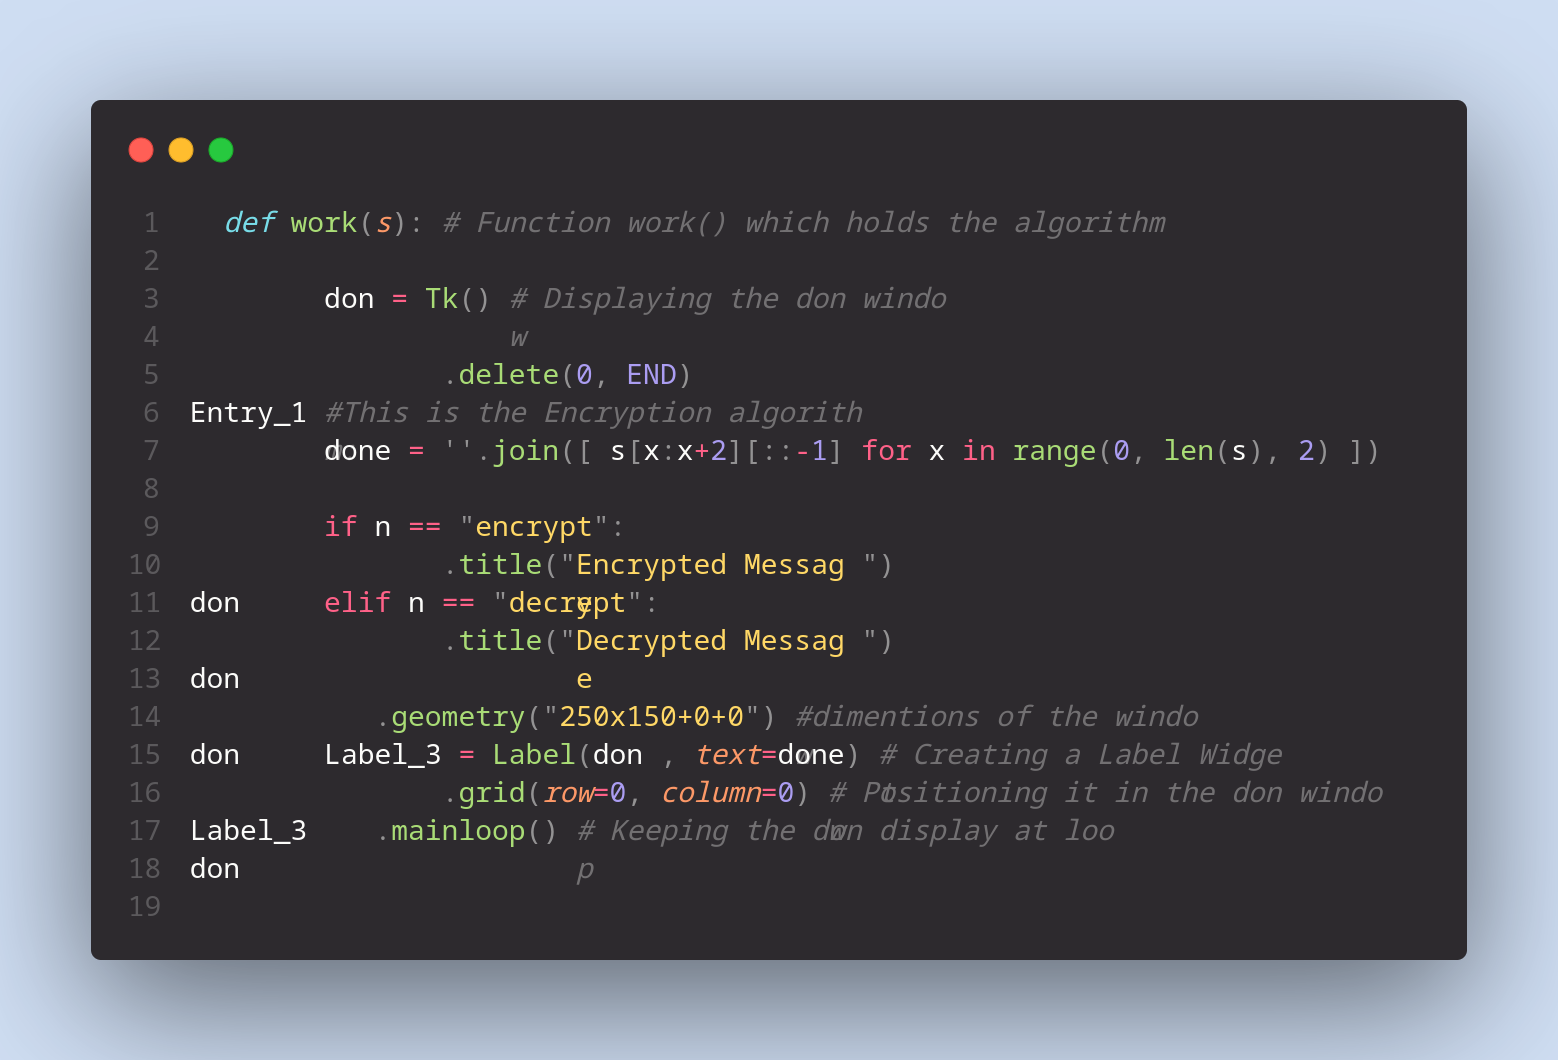 1 def work(s): # Function work() which holds the algorithm
2
3 don = Tk() # Displaying the don windo
4 w
5 .delete(0, END)
6 Entry_1 #This is the Encryption algorith
7 done = ''.join([ s[x:x+2][::-1] for x in range(0, len(s), 2) ])
8
9 if n == "encrypt":
10 .title("Encrypted Messag ")
11 don elif n == "decrypt":
12 .title("Decrypted Messag ")
13 don e
14 .geometry("250x150+0+0") #dimentions of the windo
15 don Label_3 = Label(don , text=done) # Creating a Label Widge
16 .grid(row=0, column=0) # Positioning it in the don windo
17 Label_3 .mainloop() # Keeping the don display at loo
18 don p
19